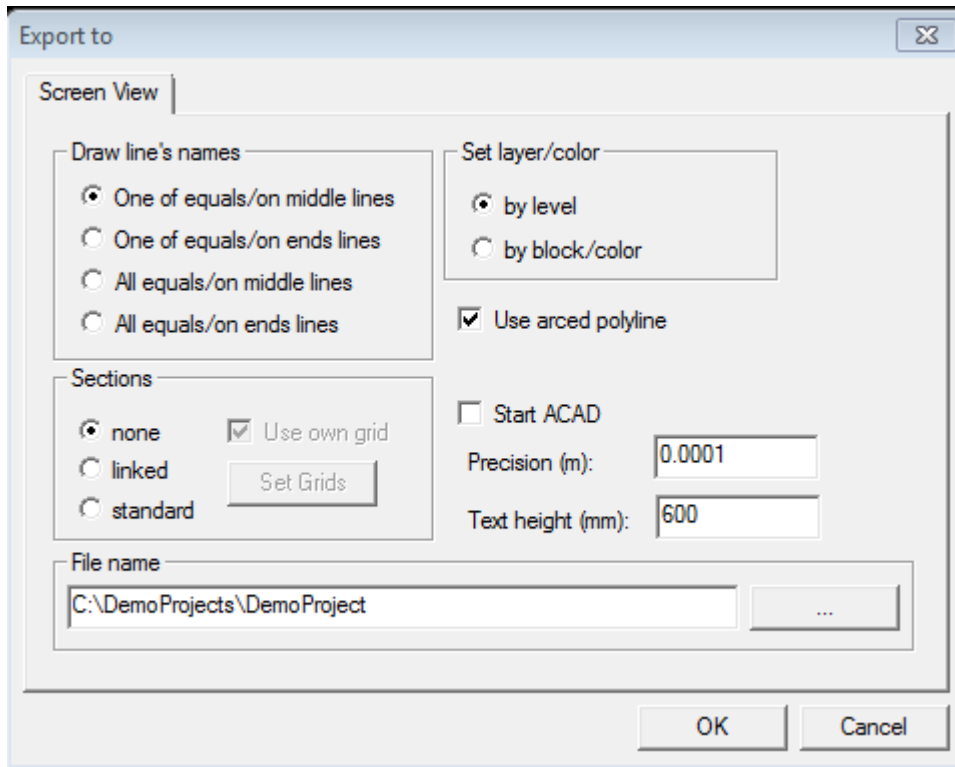 Export to
Screen View
Draw line's names
One of equals/on middle lines
One of equals/on ends lines
All equals/on middle lines
All equals/on ends lines
Set layer/color
by level
by block/color
Use arced polyline
Sections
none
Use own grid
linked
Set Grids
standard
Start ACAD
Precision (m):
0.0001
Text height (mm):
600
File name
C:\DemoProjects\DemoProject
...
OK
Cancel